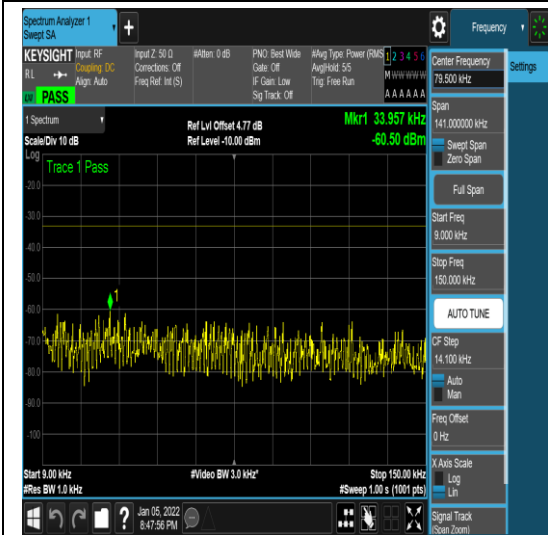 Spectrum Analyzer 1
Swept SA
+
Frequency
KEYSIGHT
Input: RF
Coupling: DC
Align: Auto
Input Z: 50 Ω
Corrections: Off
Freq Ref: Int (S)
#Atten: 0 dB
PNO: Best Wide
Gate: Off
IF Gain: Low
Sig Track: Off
#Avg Type: Power (RMS)
Avg|Hold: 5/5
Trig: Free Run
1 2 3 4 5 6
M W W W W W
A A A A A A
RL
PASS
1 Spectrum
Scale/Div 10 dB
Ref Lvl Offset 4.77 dB
Ref Level -10.00 dBm
Mkr1 33.957 kHz
-60.50 dBm
Log
Trace 1 Pass
-20.0
-30.0
-40.0
-50.0
-60.0
-70.0
-80.0
-90.0
-100
1
Start 9.00 kHz
#Res BW 1.0 kHz
#Video BW 3.0 kHz*
Stop 150.00 kHz
#Sweep 1.00 s (1001 pts)
Jan 05, 2022
8:47:56 PM
?
Center Frequency
79.500 kHz
Settings
Span
141.000000 kHz
Swept Span
Zero Span
Full Span
Start Freq
9.000 kHz
Stop Freq
150.000 kHz
AUTO TUNE
CF Step
14.100 kHz
Auto
Man
Freq Offset
0 Hz
X Axis Scale
Log
Lin
Signal Track
(Span Zoom)